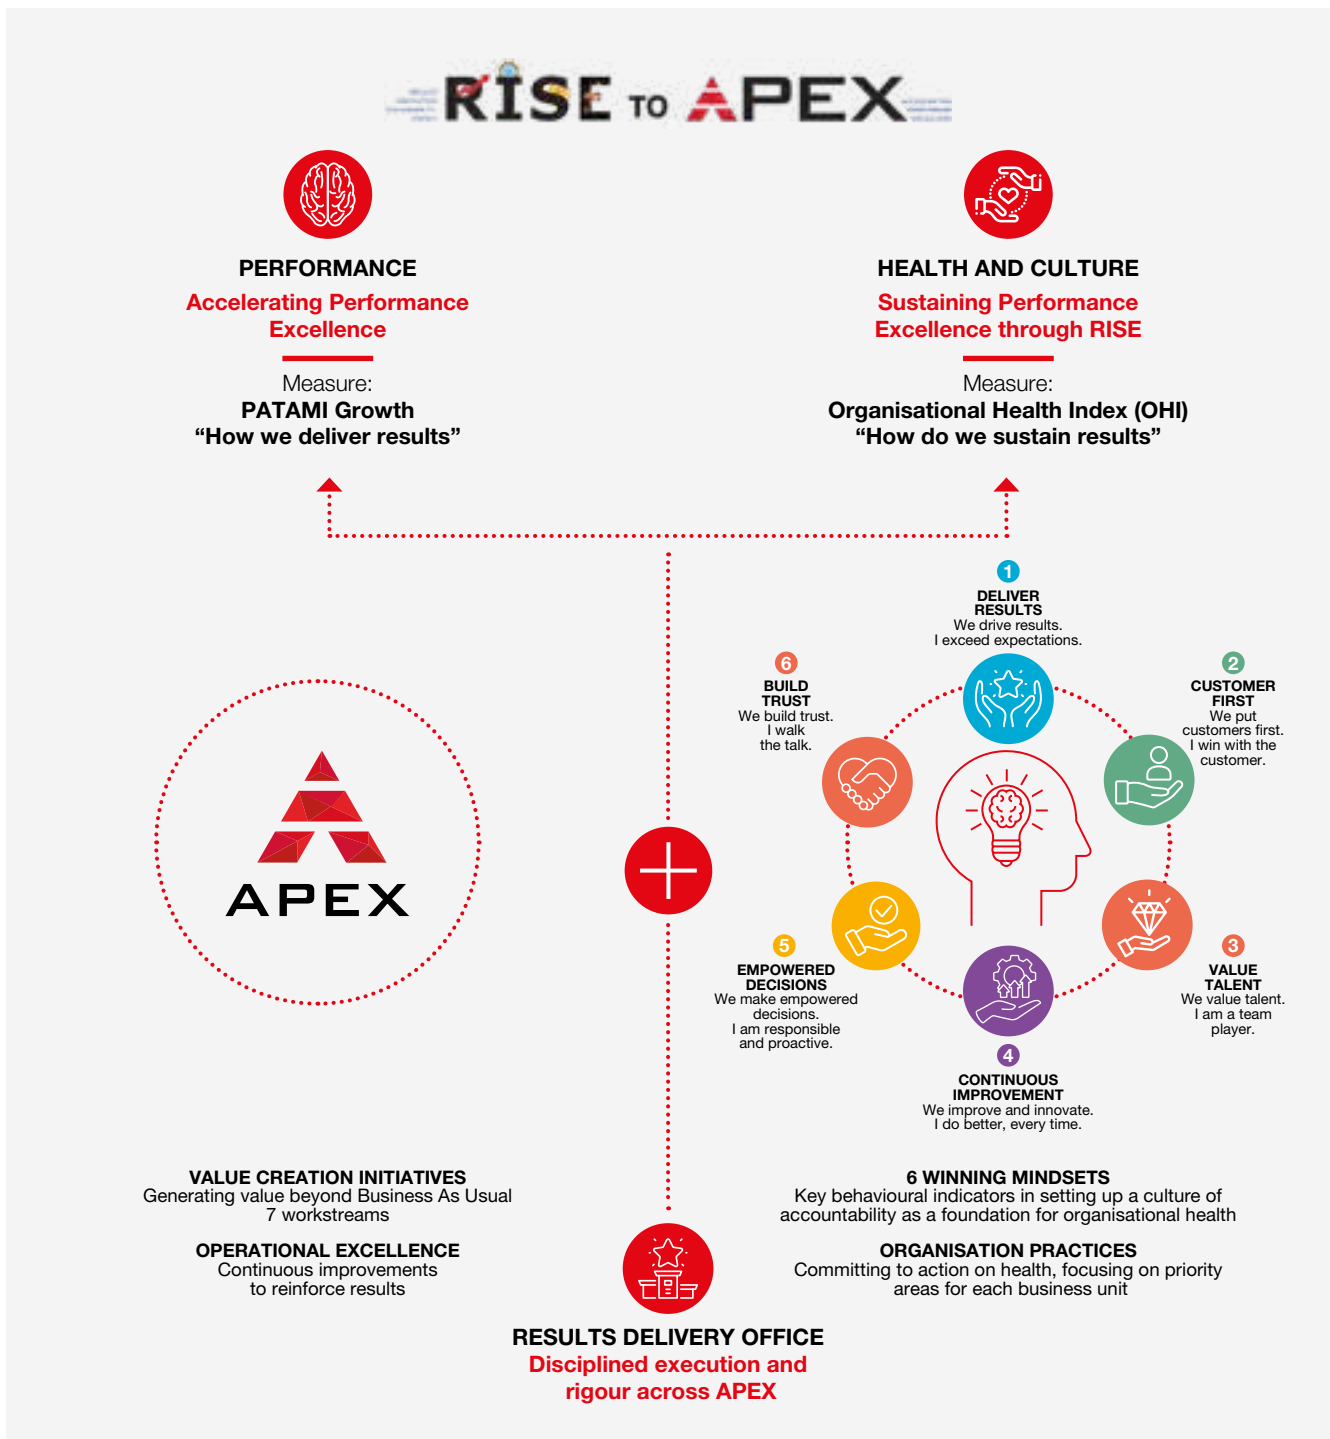 RISE TO APEX
PERFORMANCE
Accelerating Performance
Excellence
Measure:
PATAMI Growth
“How we deliver results”
HEALTH AND CULTURE
Sustaining Performance
Excellence through RISE
Measure:
Organisational Health Index (OHI)
“How do we sustain results”
APEX
1
DELIVER
RESULTS
We drive results.
I exceed expectations.
2
CUSTOMER
FIRST
We put
customers first.
I win with the
customer.
3
VALUE
TALENT
We value talent.
I am a team
player.
4
CONTINUOUS
IMPROVEMENT
We improve and innovate.
I do better, every time.
5
EMPOWERED
DECISIONS
We make empowered
decisions.
I am responsible
and proactive.
6
BUILD
TRUST
We build trust.
I walk
the talk.
VALUE CREATION INITIATIVES
Generating value beyond Business As Usual
7 workstreams
OPERATIONAL EXCELLENCE
Continuous improvements
to reinforce results
6 WINNING MINDSETS
Key behavioural indicators in setting up a culture of
accountability as a foundation for organisational health
ORGANISATION PRACTICES
Committing to action on health, focusing on priority
areas for each business unit
RESULTS DELIVERY OFFICE
Disciplined execution and
rigour across APEX